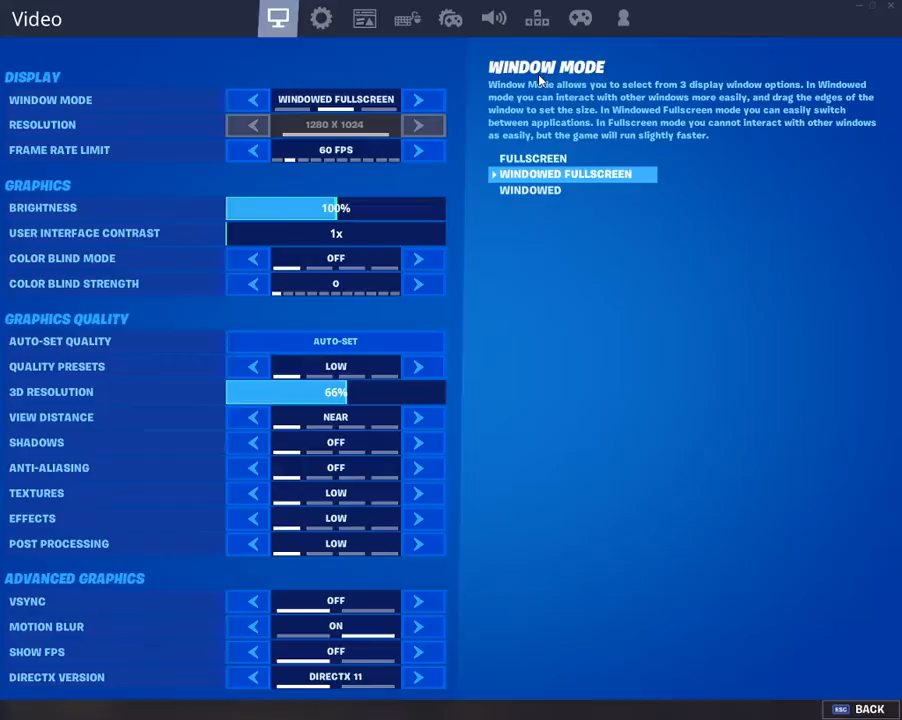 Video
DISPLAY
WINDOW MODE WINDOWED FULLSCREEN
RESOLUTION 1280 X 1024
FRAME RATE LIMIT 60 FPS
GRAPHICS
BRIGHTNESS 100%
USER INTERFACE CONTRAST 1x
COLOR BLIND MODE OFF
COLOR BLIND STRENGTH 0
GRAPHICS QUALITY
AUTO-SET QUALITY AUTO-SET
QUALITY PRESETS LOW
3D RESOLUTION 66%
VIEW DISTANCE NEAR
SHADOWS OFF
ANTI-ALIASING OFF
TEXTURES LOW
EFFECTS LOW
POST PROCESSING LOW
ADVANCED GRAPHICS
VSYNC OFF
MOTION BLUR ON
SHOW FPS OFF
DIRECTX VERSION DIRECTX 11
WINDOW MODE
Window Mode allows you to select from 3 display window options. In Windowed
mode you can interact with other windows more easily, and drag the edges of the
window to set the size. In Windowed Fullscreen mode you can easily switch
between applications. In Fullscreen mode you cannot interact with other windows
as easily, but the game will run slightly faster.
FULLSCREEN
WINDOWED FULLSCREEN
WINDOWED
ESC BACK